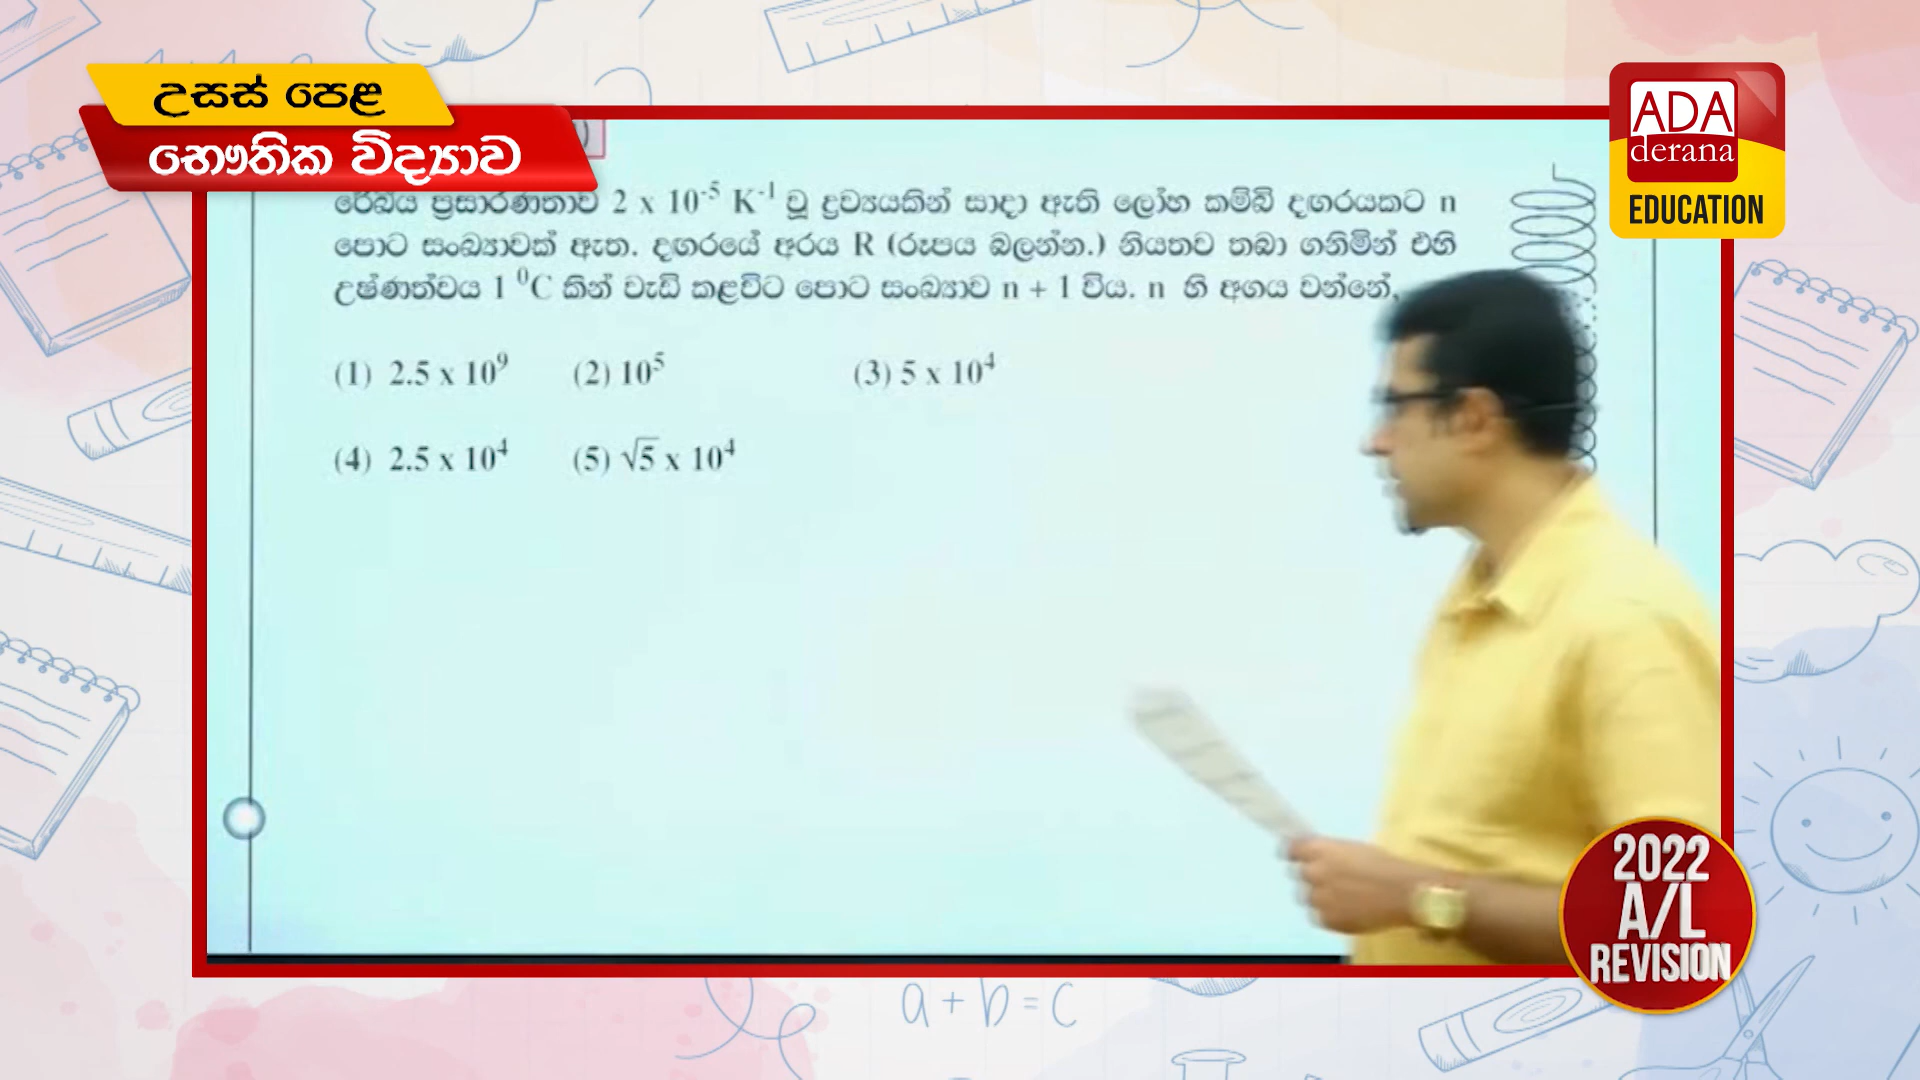 උසස් පෙළ
භෞතික විද්‍යාව
ADA
derana
EDUCATION
රේඛීය ප්‍රසාරණතාව 2 x 10⁻⁵ K⁻¹ වූ ද්‍රව්‍යයකින් සාදා ඇති ලෝහ කම්බි දඟරයකට n
පොට සංඛ්‍යාවක් ඇත. දඟරයේ අරය R (රූපය බලන්න.) නියතව තබා ගනිමින් එහි
උෂ්ණත්වය 1 ⁰C කින් වැඩි කළවිට පොට සංඛ්‍යාව n + 1 විය. n හි අගය වන්නේ,
(1) 2.5 x 10⁹ (2) 10⁵ (3) 5 x 10⁴
(4) 2.5 x 10⁴ (5) √5 x 10⁴
2022
A/L
REVISION
a + b = c